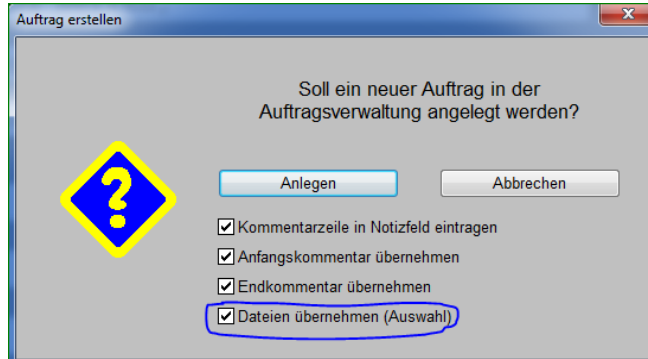 Auftrag erstellen
Soll ein neuer Auftrag in der
Auftragsverwaltung angelegt werden?
?
Anlegen
Abbrechen
Kommentarzeile in Notizfeld eintragen
Anfangskommentar übernehmen
Endkommentar übernehmen
Dateien übernehmen (Auswahl)